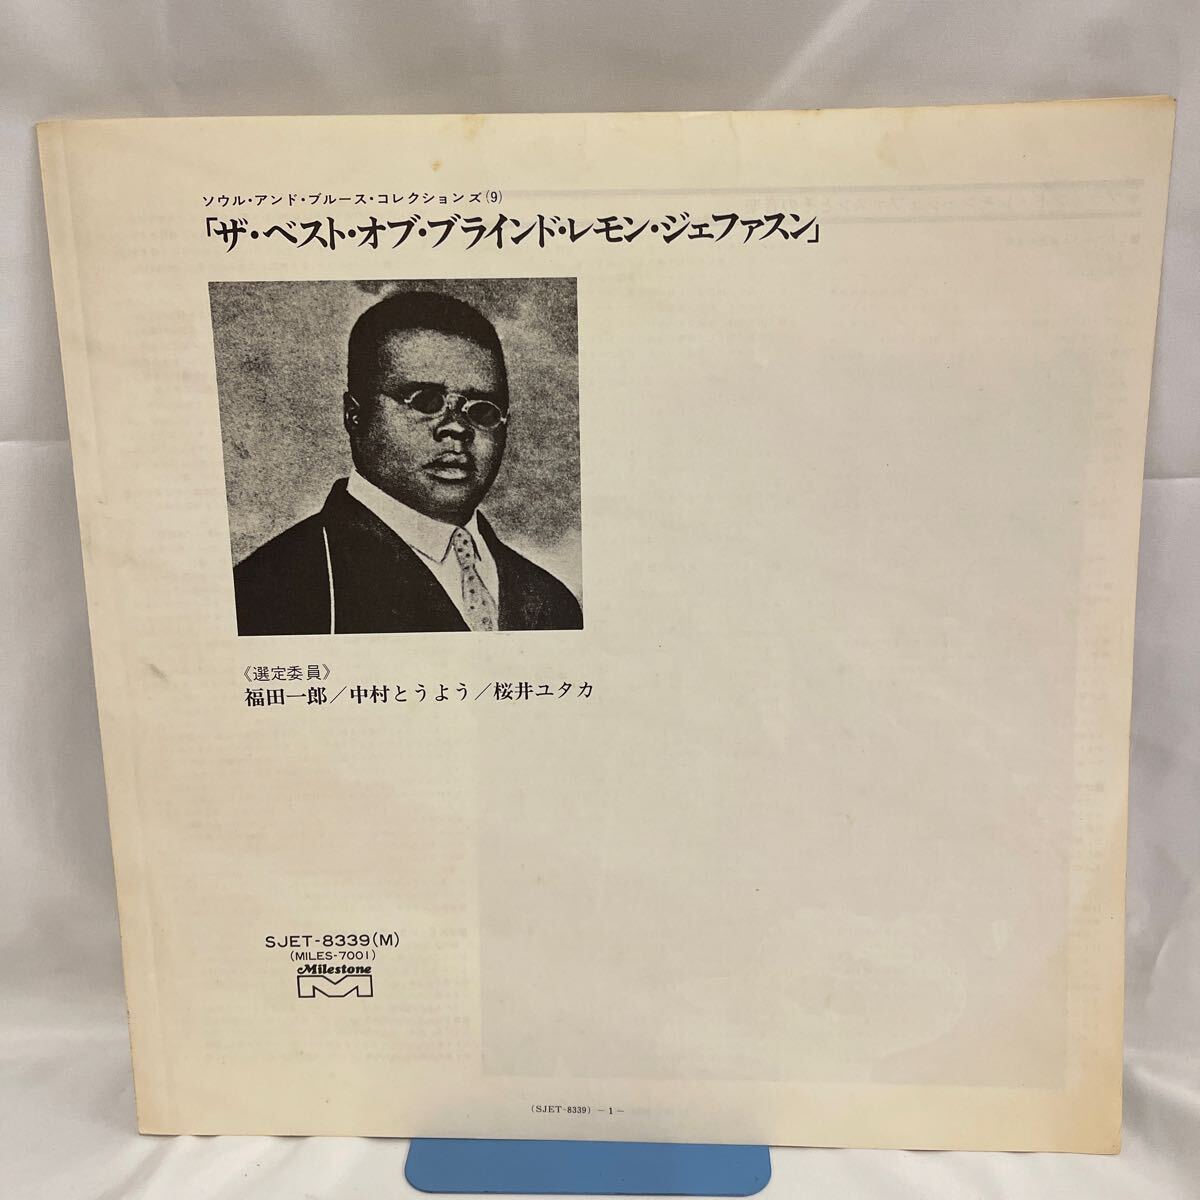 ソウル・アンド・ブルース・コレクションズ(9)
「ザ・ベスト・オブ・ブラインド・レモン・ジェファスン」
《選定委員》
福田一郎／中村とうよう／桜井ユタカ
SJET-8339(M)
(MILES-7001)
Milestone
M
(SJET-8339) －1－